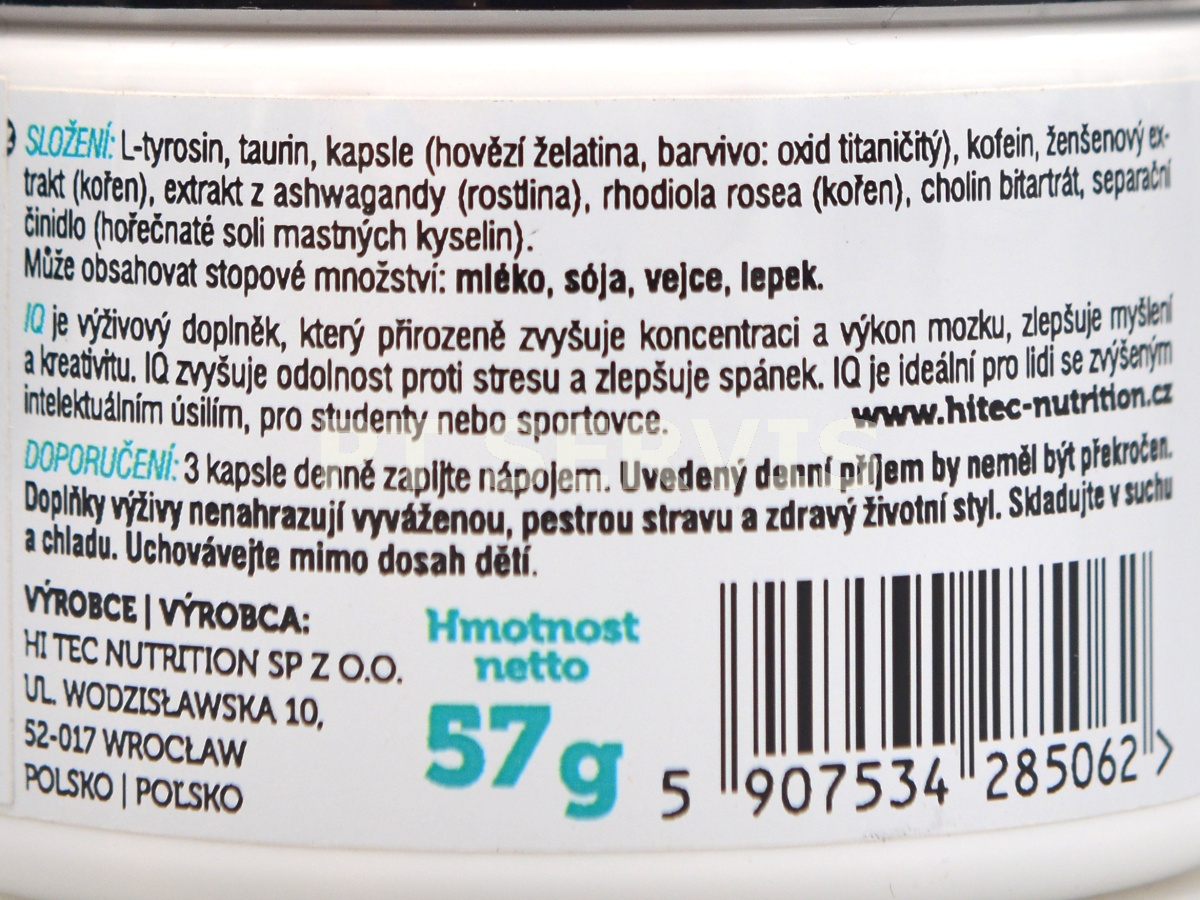 SLOŽENÍ: L-tyrosin, taurin, kapsle (hovězí želatina, barvivo: oxid titaničitý), kofein, ženšenový ex-
trakt (kořen), extrakt z ashwagandy (rostlina), rhodiola rosea (kořen), cholin bitartrát, separační
činidlo (hořečnaté soli mastných kyselin).
Může obsahovat stopové množství: mléko, sója, vejce, lepek.
IQ je výživový doplněk, který přirozeně zvyšuje koncentraci a výkon mozku, zlepšuje myšlení
a kreativitu. IQ zvyšuje odolnost proti stresu a zlepšuje spánek. IQ je ideální pro lidi se zvýšeným
intelektuálním úsilím, pro studenty nebo sportovce. www.hitec-nutrition.cz
RJ SERVIS
DOPORUČENÍ: 3 kapsle denně zapijte nápojem. Uvedený denní příjem by neměl být překročen.
Doplňky výživy nenahrazují vyváženou, pestrou stravu a zdravý životní styl. Skladujte v suchu
a chladu. Uchovávejte mimo dosah dětí.
VÝROBCE | VÝROBCA:
HI TEC NUTRITION SP Z O.O.
UL. WODZISŁAWSKA 10,
52-017 WROCŁAW
POLSKO | POĽSKO
Hmotnost
netto
57 g
5 907534 285062 >